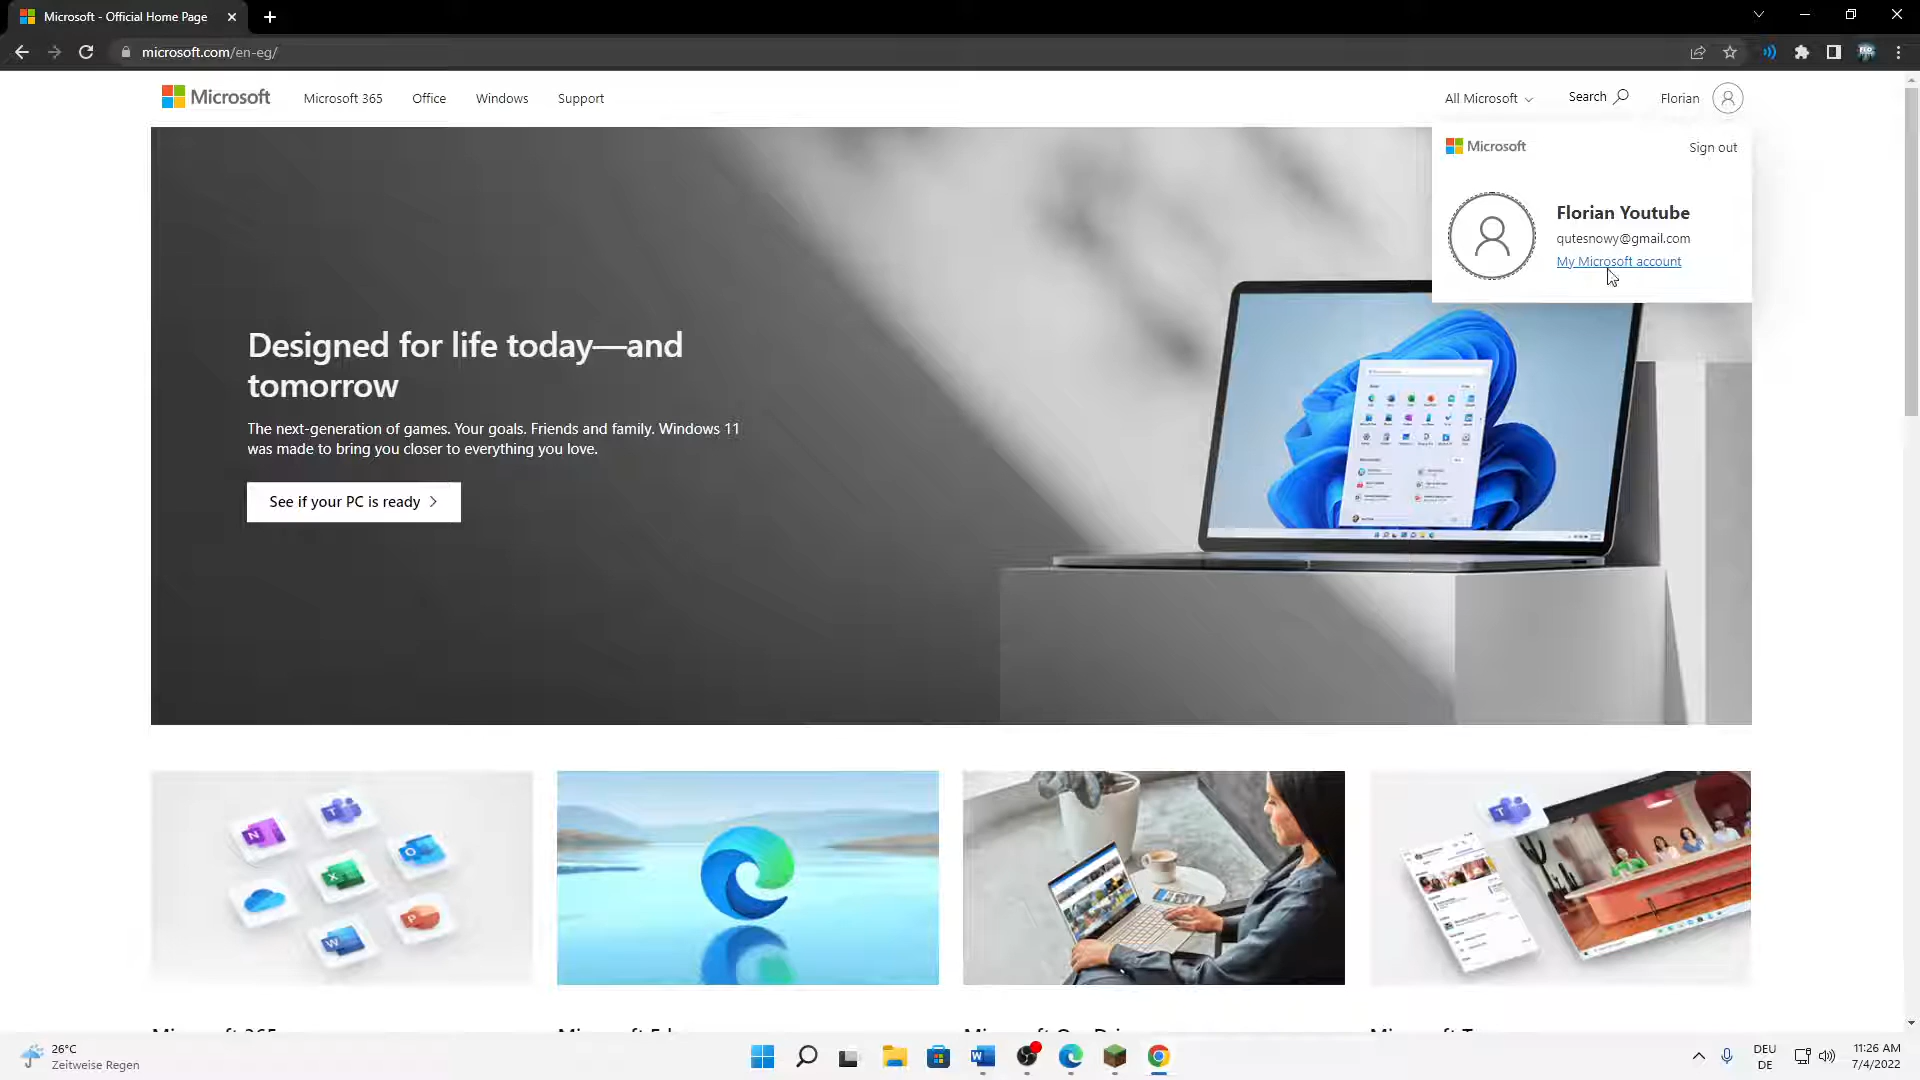 Microsoft - Official Home Page
microsoft.com/en-eg/
Microsoft
Microsoft 365
Office
Windows
Support
All Microsoft
Search
Florian
Microsoft
Sign out
Florian Youtube
qutesnowy@gmail.com
My Microsoft account
Designed for life today—and
tomorrow
The next-generation of games. Your goals. Friends and family. Windows 11
was made to bring you closer to everything you love.
See if your PC is ready
26°C
Zeitweise Regen
DEU
DE
11:26 AM
7/4/2022